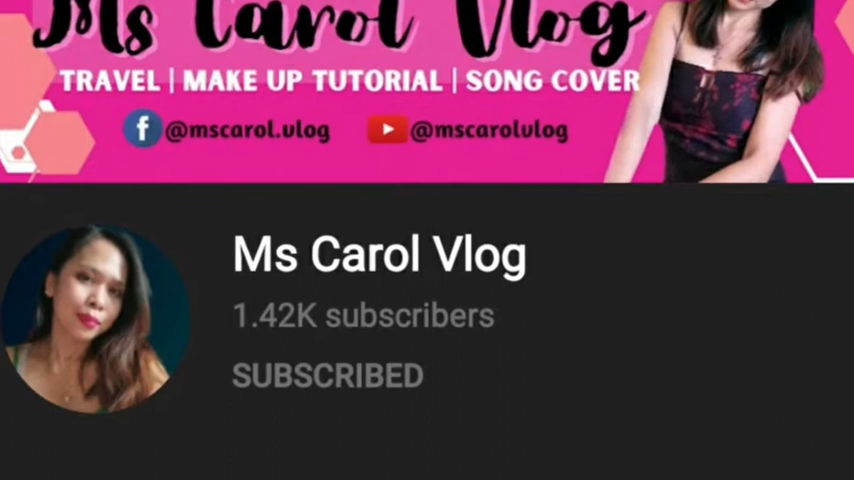 Ms Carol Vlog
TRAVEL | MAKE UP TUTORIAL | SONG COVER
@mscarol.vlog @mscarolvlog
Ms Carol Vlog
1.42K subscribers
SUBSCRIBED